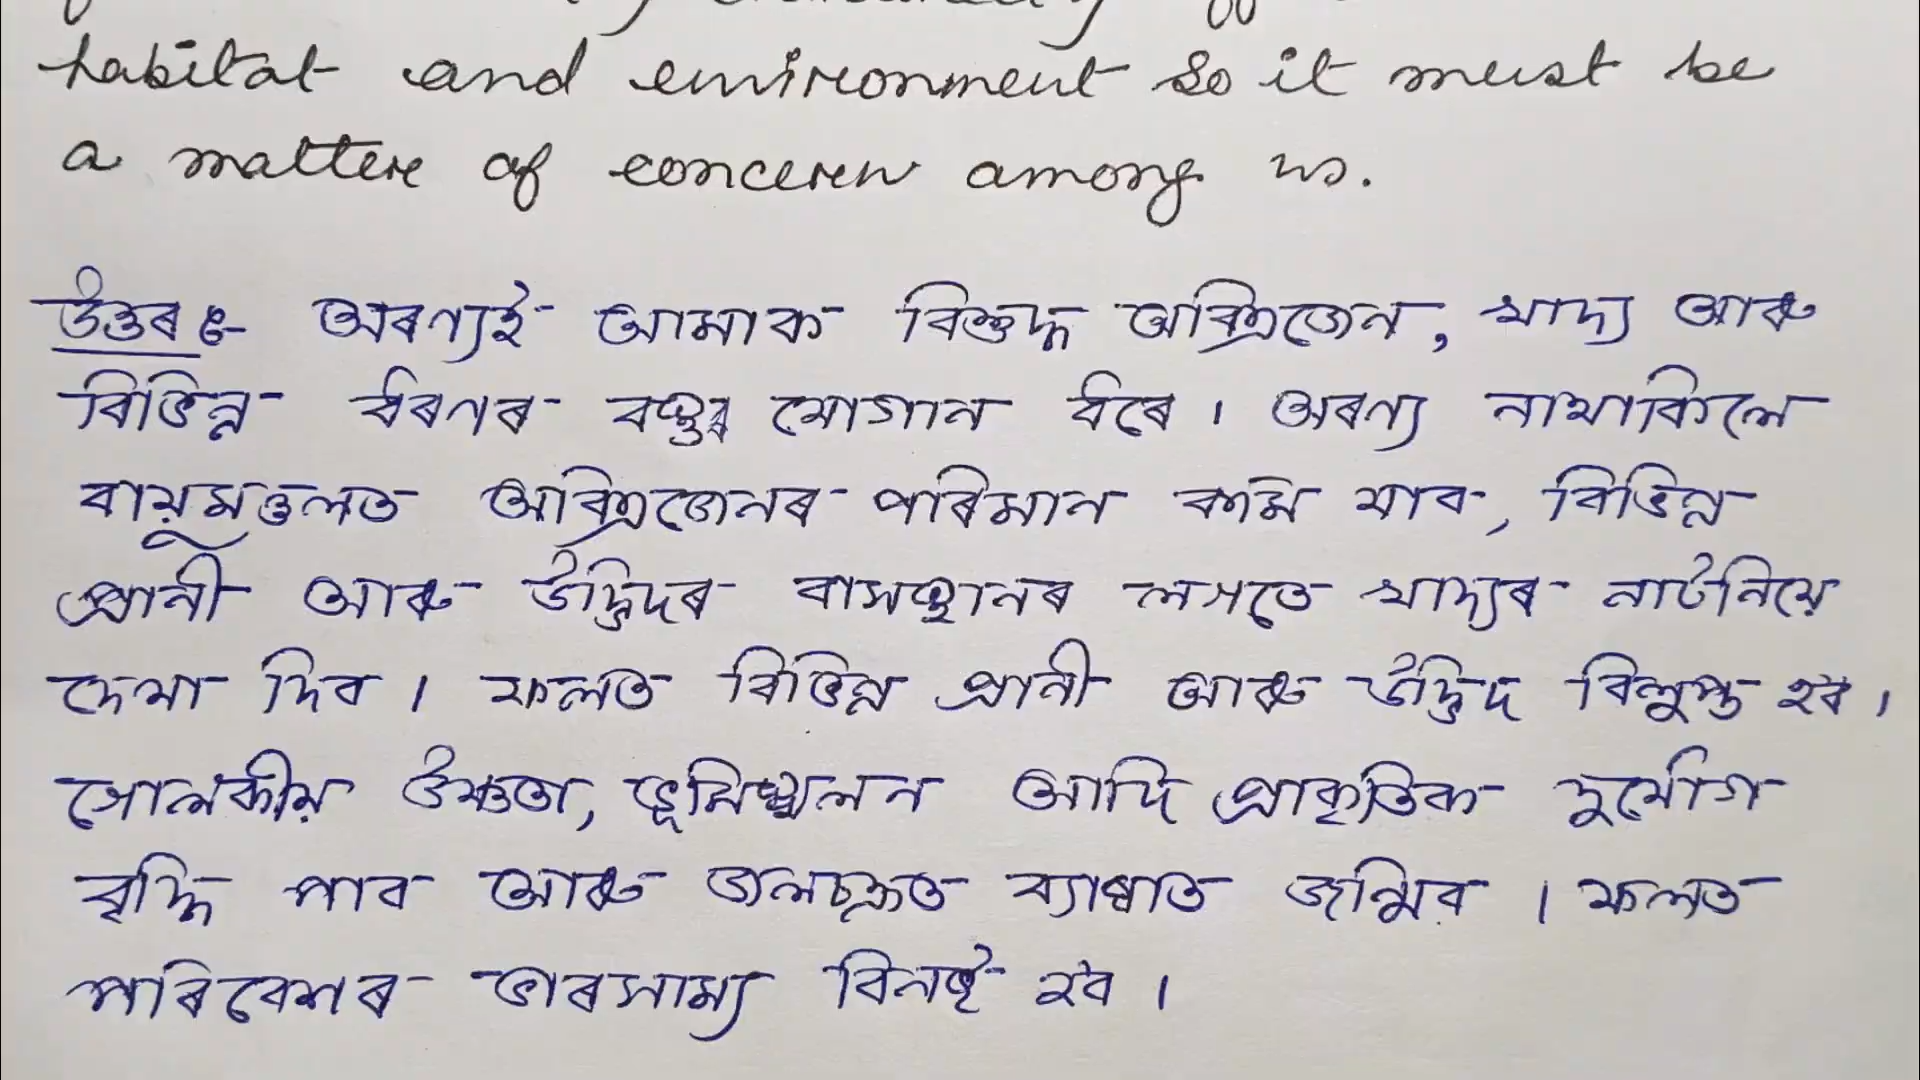 habitat and environment so it must be
a matter of concern among us.
উত্তৰঃ- অৰণ্যই আমাক বিশুদ্ধ অক্সিজেন, খাদ্য আৰু
বিভিন্ন ধৰণৰ বস্তুৰ যোগান ধৰে। অৰণ্য নাথাকিলে
বায়ুমণ্ডলত অক্সিজেনৰ পৰিমান কমি যাব, বিভিন্ন
প্ৰানী আৰু উদ্ভিদৰ বাসস্থানৰ লগতে খাদ্যৰ নাটনিয়ে
দেখা দিব। ফলত বিভিন্ন প্ৰানী আৰু উদ্ভিদ বিলুপ্ত হব।
গোলকীয় উষ্ণতা, ভূমিস্খলন আদি প্ৰাকৃতিক দুৰ্যোগ
বৃদ্ধি পাব আৰু জলচক্ৰত ব্যাঘাত জন্মিব। ফলত
পৰিবেশৰ ভাৰসাম্য বিনষ্ট হব।